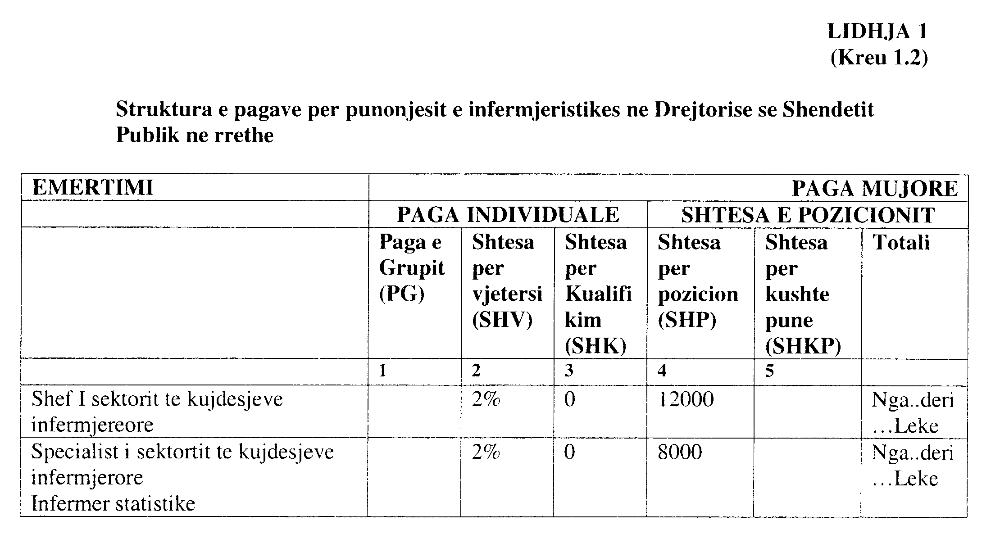 LIDHJA 1
(Kreu 1.2)
Struktura e pagave per punonjesit e infermjeristikes ne Drejtorise se Shendetit
Publik ne rrethe
EMERTIMI PAGA MUJORE
PAGA INDIVIDUALE SHTESA E POZICIONIT
Paga e Shtesa Shtesa Shtesa Shtesa Totali
Grupit per per per per
(PG) vjetersi Kualifi pozicion kushte
(SHV) kim (SHP) pune
(SHK) (SHKP)
1 2 3 4 5
Shef I sektorit te kujdesjeve 2% 0 12000 Nga..deri
infermjereore ...Leke
Specialist i sektortit te kujdesjeve 2% 0 8000 Nga..deri
infermjerore ...Leke
Infermer statistike